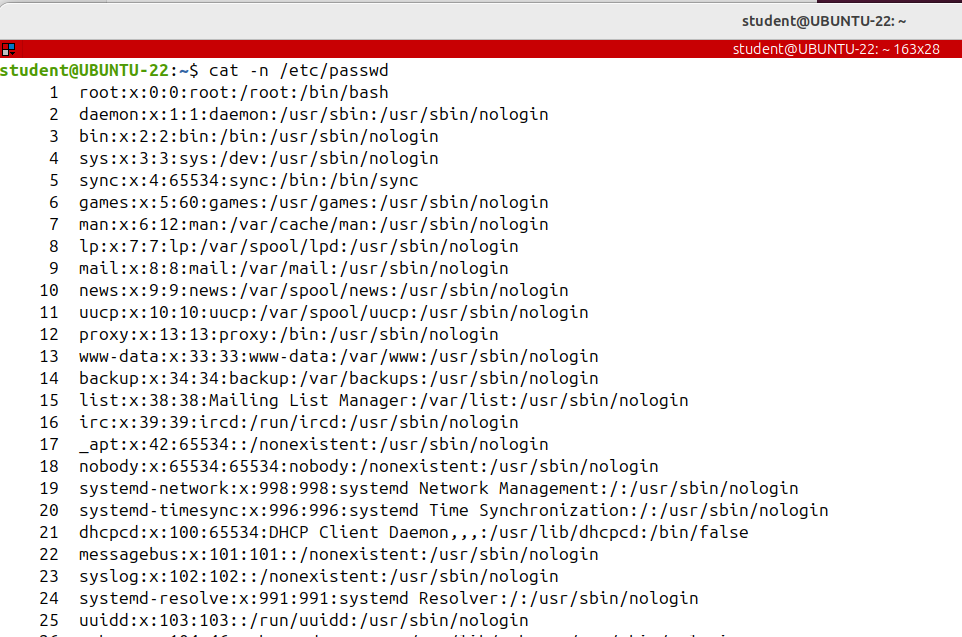 student@UBUNTU-22: ~
student@UBUNTU-22: ~ 163x28
student@UBUNTU-22:~$ cat -n /etc/passwd
1 root:x:0:0:root:/root:/bin/bash
2 daemon:x:1:1:daemon:/usr/sbin:/usr/sbin/nologin
3 bin:x:2:2:bin:/bin:/usr/sbin/nologin
4 sys:x:3:3:sys:/dev:/usr/sbin/nologin
5 sync:x:4:65534:sync:/bin:/bin/sync
6 games:x:5:60:games:/usr/games:/usr/sbin/nologin
7 man:x:6:12:man:/var/cache/man:/usr/sbin/nologin
8 lp:x:7:7:lp:/var/spool/lpd:/usr/sbin/nologin
9 mail:x:8:8:mail:/var/mail:/usr/sbin/nologin
10 news:x:9:9:news:/var/spool/news:/usr/sbin/nologin
11 uucp:x:10:10:uucp:/var/spool/uucp:/usr/sbin/nologin
12 proxy:x:13:13:proxy:/bin:/usr/sbin/nologin
13 www-data:x:33:33:www-data:/var/www:/usr/sbin/nologin
14 backup:x:34:34:backup:/var/backups:/usr/sbin/nologin
15 list:x:38:38:Mailing List Manager:/var/list:/usr/sbin/nologin
16 irc:x:39:39:ircd:/run/ircd:/usr/sbin/nologin
17 _apt:x:42:65534::/nonexistent:/usr/sbin/nologin
18 nobody:x:65534:65534:nobody:/nonexistent:/usr/sbin/nologin
19 systemd-network:x:998:998:systemd Network Management:/:/usr/sbin/nologin
20 systemd-timesync:x:996:996:systemd Time Synchronization:/:/usr/sbin/nologin
21 dhcpcd:x:100:65534:DHCP Client Daemon,,,:/usr/lib/dhcpcd:/bin/false
22 messagebus:x:101:101::/nonexistent:/usr/sbin/nologin
23 syslog:x:102:102::/nonexistent:/usr/sbin/nologin
24 systemd-resolve:x:991:991:systemd Resolver:/:/usr/sbin/nologin
25 uuidd:x:103:103::/run/uuidd:/usr/sbin/nologin